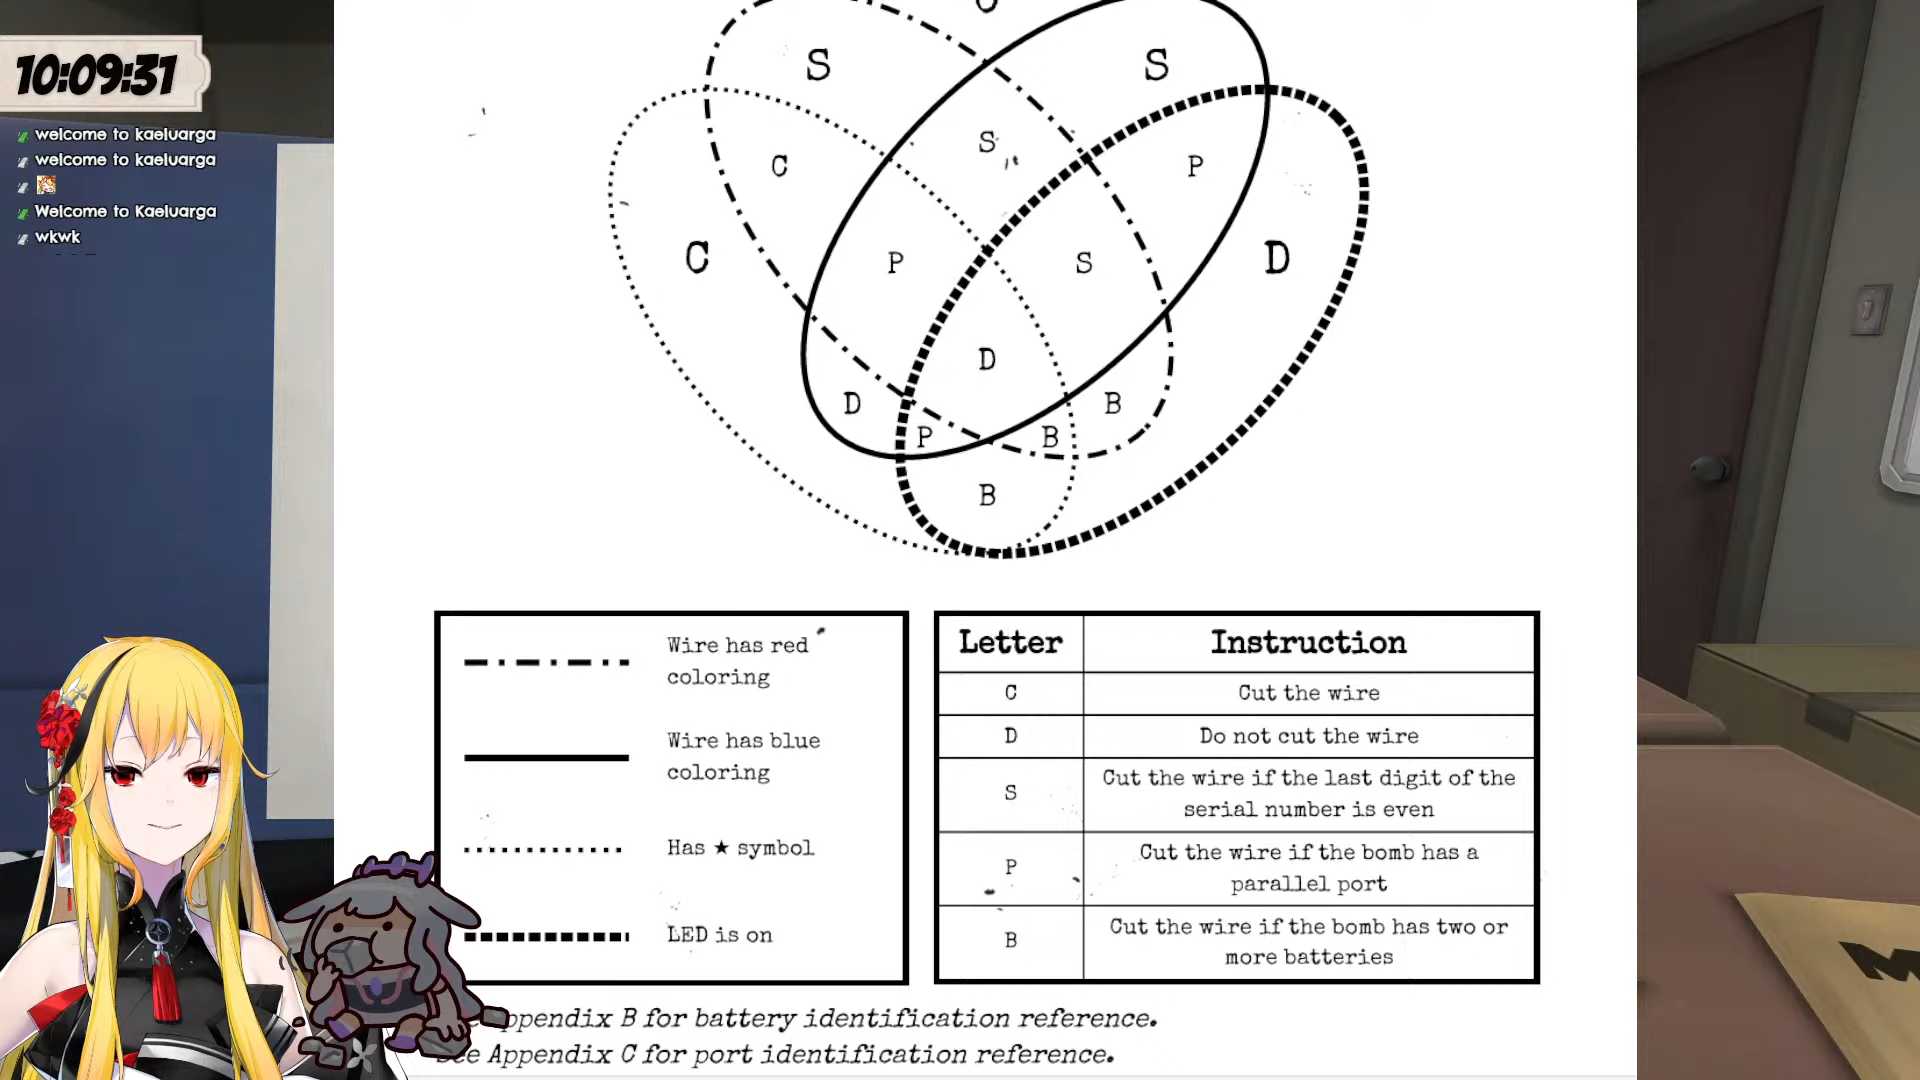 10:09:31
welcome to kaeluarga
welcome to kaeluarga
Welcome to Kaeluarga
wkwk
S
S
S
C
P
P
C
P
S
D
D
D
B
P
B
B
Wire has red
coloring
Wire has blue
coloring
Has ★ symbol
LED is on
Letter Instruction
C Cut the wire
D Do not cut the wire
S Cut the wire if the last digit of the
serial number is even
P Cut the wire if the bomb has a
parallel port
B Cut the wire if the bomb has two or
more batteries
ppendix B for battery identification reference.
See Appendix C for port identification reference.